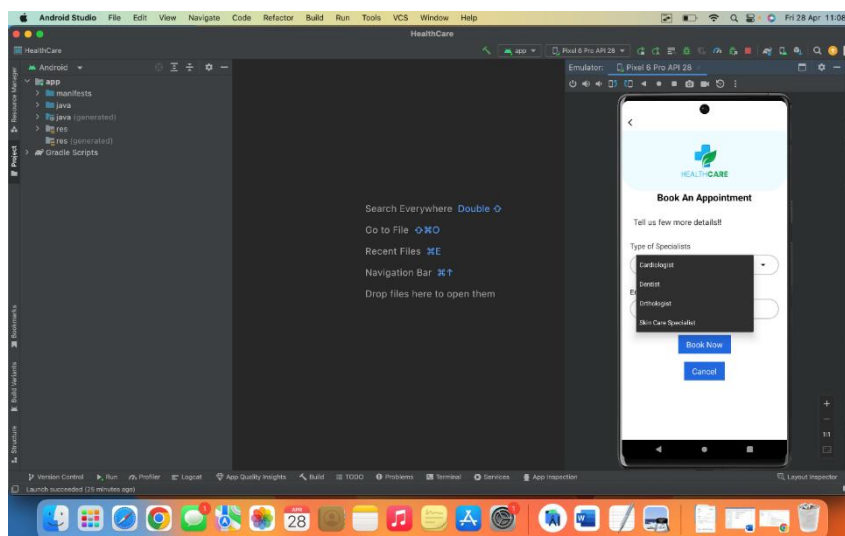 Android Studio File Edit View Navigate Code Refactor Build Run Tools VCS Window Help Fri 28 Apr 11:08
HealthCare
HealthCare app Pixel 6 Pro API 28
Android Emulator: Pixel 6 Pro API 28
Resource Manager
app
manifests
java
java (generated)
res
res (generated)
Gradle Scripts
Project
Bookmarks
Build Variants
Structure
Search Everywhere Double ⇧
Go to File ⇧⌘O
Recent Files ⌘E
Navigation Bar ⌘↑
Drop files here to open them
HEALTHCARE
Book An Appointment
Tell us few more details!!
Type of Specialists
Cardiologist
Dentist
Orthologist
Skin Care Specialist
Book Now
Cancel
1:1
Version Control Run Profiler Logcat App Quality Insights Build TODO Problems Terminal Services App Inspection Layout Inspector
Launch succeeded (25 minutes ago)
APR
28